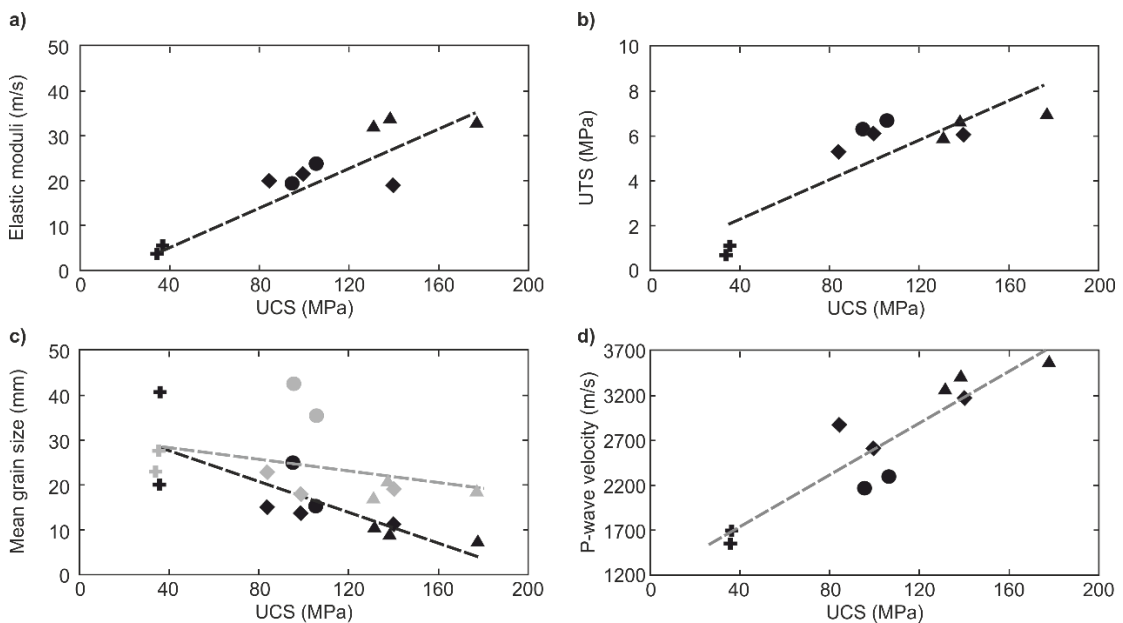 a)
50
40
30
20
10
0
Elastic moduli (m/s)
40 80 120 160 200
UCS (MPa)
b)
10
8
6
4
2
0
UTS (MPa)
0 40 80 120 160 200
UCS (MPa)
c)
50
40
30
20
10
0
Mean grain size (mm)
40 80 120 160 200
UCS (MPa)
d)
3700
3200
2700
2200
1700
1200
P-wave velocity (m/s)
0 40 80 120 160 200
UCS (MPa)